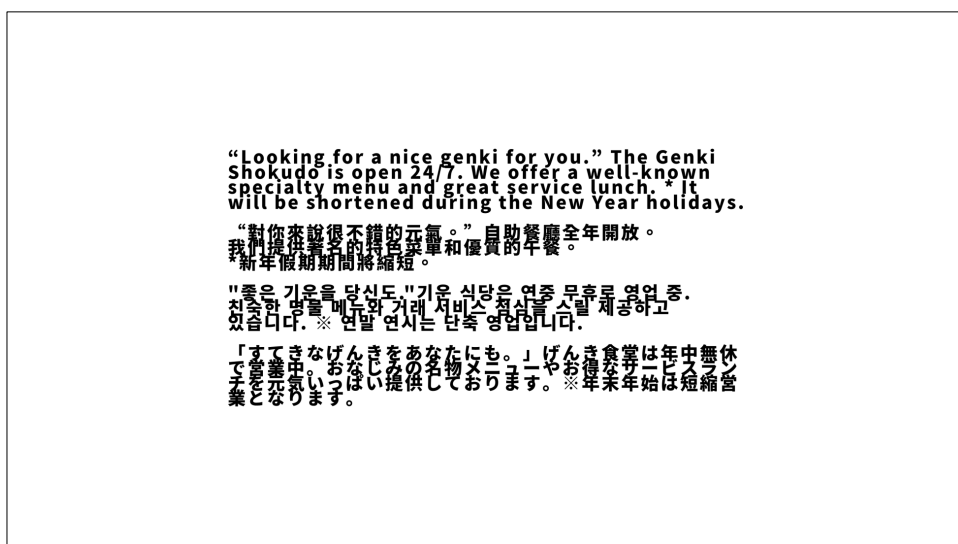 “Looking for a nice genki for you.” The Genki
Shokudo is open 24/7. We offer a well-known
specialty menu and great service lunch. * It
will be shortened during the New Year holidays.
“對你來說很不錯的元氣。”自助餐廳全年開放。
我們提供著名的特色菜單和優質的午餐。
*新年假期期間將縮短。
"좋은 기운을 당신도."기운 식당은 연중 무휴로 영업 중.
친숙한 명물 메뉴와 거래 서비스 점심을 스릴 제공하고
있습니다. ※ 연말 연시는 단축 영업입니다.
「すてきなげんきをあなたにも。」げんき食堂は年中無休
で営業中。おなじみの名物メニューやお得なサービスラン
チを元気いっぱい提供しております。※年末年始は短縮営
業となります。